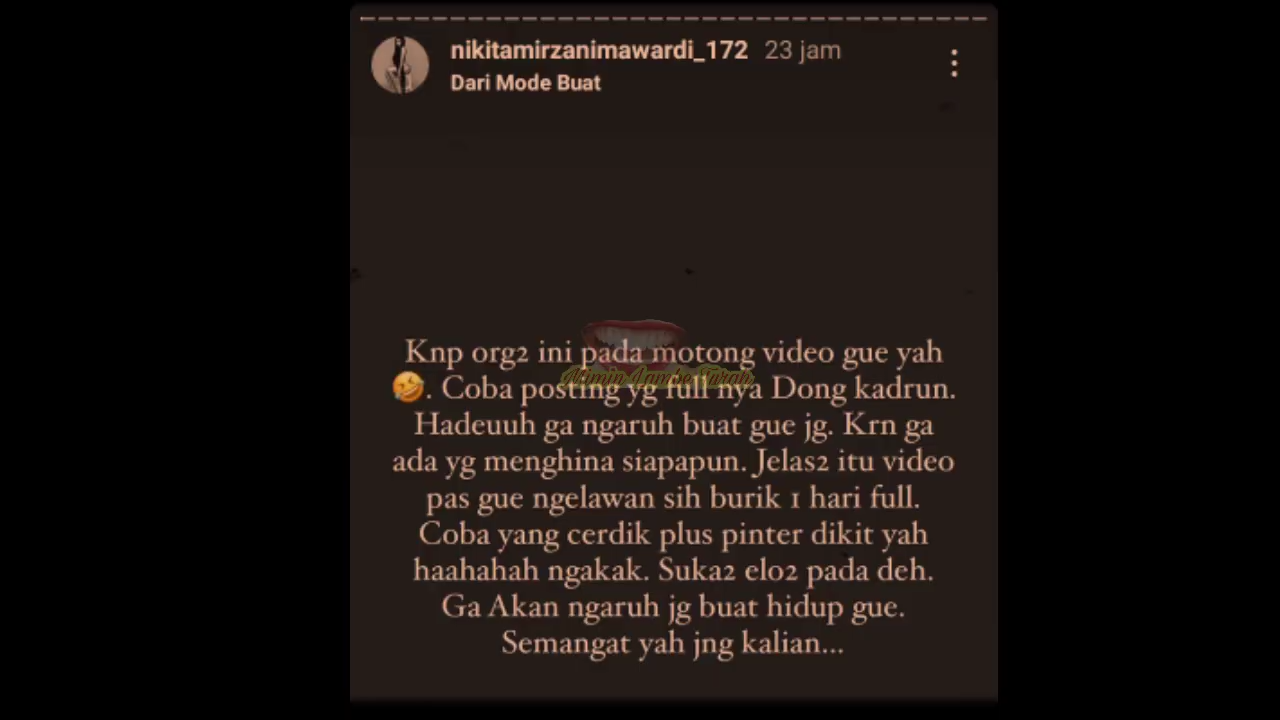 nikitamirzanimawardi_172 23 jam
Dari Mode Buat
Knp org2 ini pada motong video gue yah
🤣. Coba posting yg full nya Dong kadrun.
Hadeuuh ga ngaruh buat gue jg. Krn ga
ada yg menghina siapapun. Jelas2 itu video
pas gue ngelawan sih burik 1 hari full.
Coba yang cerdik plus pinter dikit yah
haahahah ngakak. Suka2 elo2 pada deh.
Ga Akan ngaruh jg buat hidup gue.
Semangat yah jng kalian...
Mimin Lambe Turah